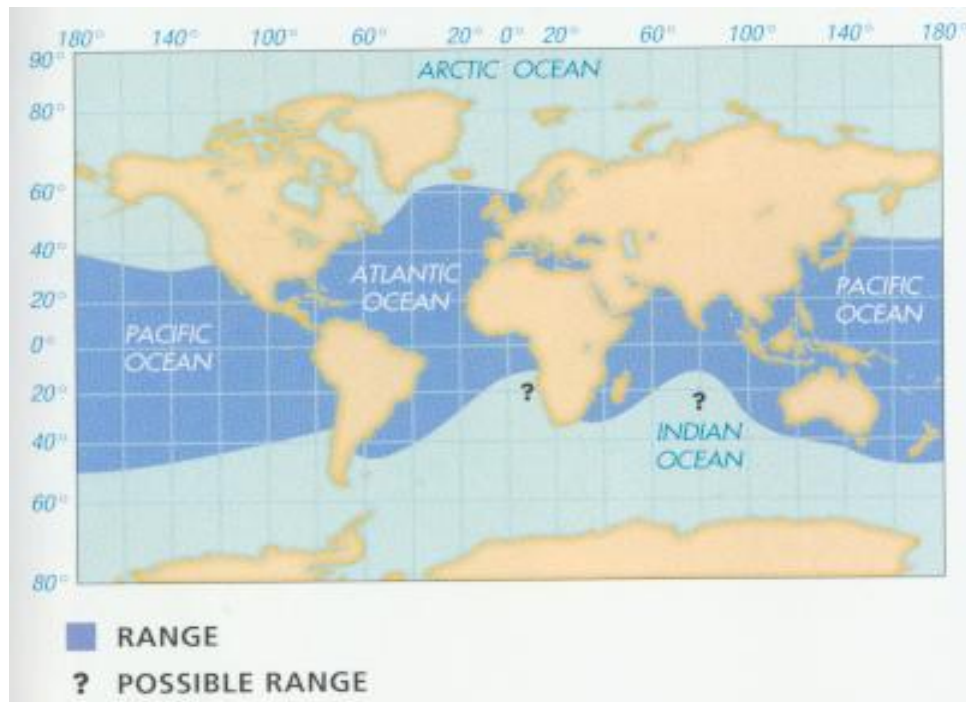 180° 140° 100° 60° 20° 0° 20° 60° 100° 140° 180°
90°
ARCTIC OCEAN
80°
60°
40°
ATLANTIC
OCEAN
PACIFIC
OCEAN
20°
PACIFIC
OCEAN
0°
20°
?
?
40°
INDIAN
OCEAN
60°
80°
RANGE
? POSSIBLE RANGE